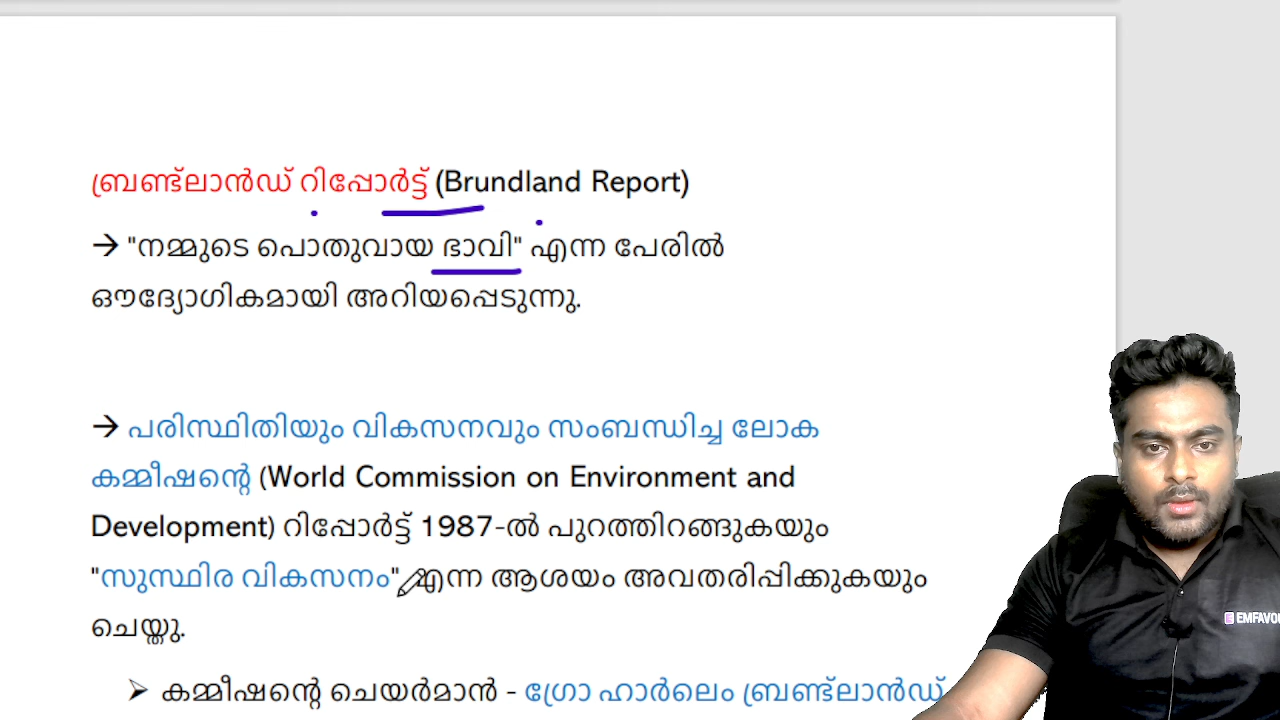 ബ്രണ്ട്ലാൻഡ് റിപ്പോർട്ട് (Brundland Report)
→ "നമ്മുടെ പൊതുവായ ഭാവി" എന്ന പേരിൽ
ഔദ്യോഗികമായി അറിയപ്പെടുന്നു.
→ പരിസ്ഥിതിയും വികസനവും സംബന്ധിച്ച ലോക
കമ്മീഷന്റെ (World Commission on Environment and
Development) റിപ്പോർട്ട് 1987-ൽ പുറത്തിറങ്ങുകയും
"സുസ്ഥിര വികസനം" എന്ന ആശയം അവതരിപ്പിക്കുകയും
ചെയ്തു.
➢ കമ്മീഷന്റെ ചെയർമാൻ - ഗ്രോ ഹാർലെം ബ്രണ്ട്ലാൻഡ്